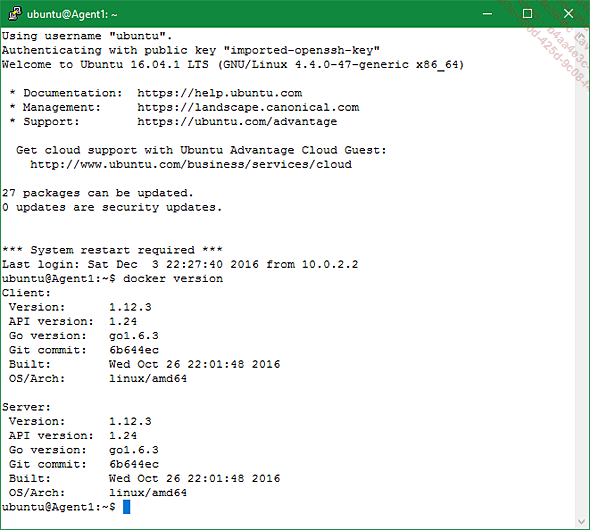 ubuntu@Agent1: ~
Using username "ubuntu".
Authenticating with public key "imported-openssh-key"
Welcome to Ubuntu 16.04.1 LTS (GNU/Linux 4.4.0-47-generic x86_64)
* Documentation:  https://help.ubuntu.com
* Management:     https://landscape.canonical.com
* Support:        https://ubuntu.com/advantage
Get cloud support with Ubuntu Advantage Cloud Guest:
http://www.ubuntu.com/business/services/cloud
27 packages can be updated.
0 updates are security updates.
*** System restart required ***
Last login: Sat Dec  3 22:27:40 2016 from 10.0.2.2
ubuntu@Agent1:~$ docker version
Client:
Version:      1.12.3
API version:  1.24
Go version:   go1.6.3
Git commit:   6b644ec
Built:        Wed Oct 26 22:01:48 2016
OS/Arch:      linux/amd64
Server:
Version:      1.12.3
API version:  1.24
Go version:   go1.6.3
Git commit:   6b644ec
Built:        Wed Oct 26 22:01:48 2016
OS/Arch:      linux/amd64
ubuntu@Agent1:~$